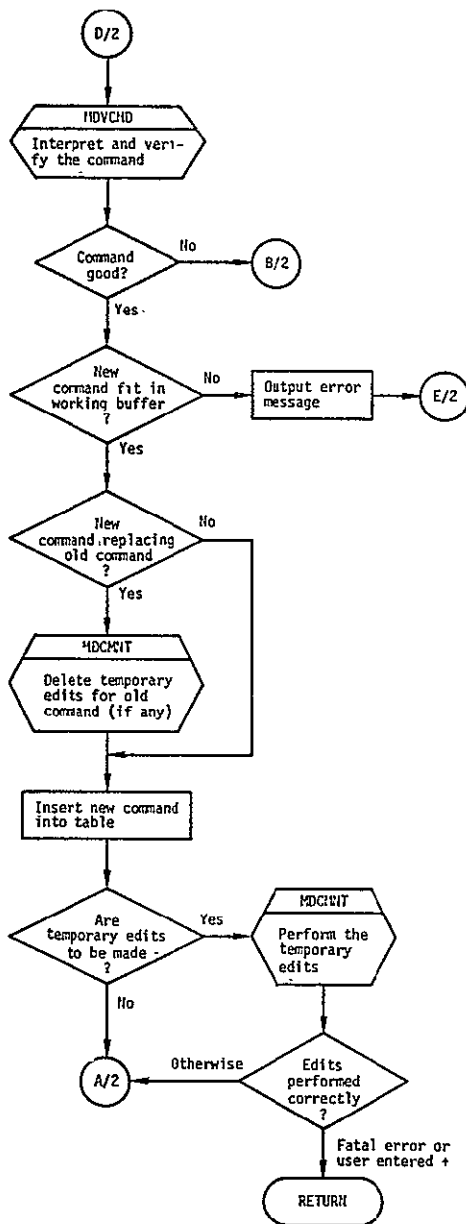 D/2
MDVCMD
Interpret and veri-
fy the command
Command
good?
No
B/2
Yes
New
command fit in
working buffer
?
No
Output error
message
E/2
Yes
New
command replacing
old command
?
No
Yes
MDCMNT
Delete temporary
edits for old
command (if any)
Insert new command
into table
Are
temporary edits
to be made
?
Yes
MDCMNT
Perform the
temporary
edits
No
A/2
Otherwise
Edits
performed
correctly
?
Fatal error or
user entered +
RETURN